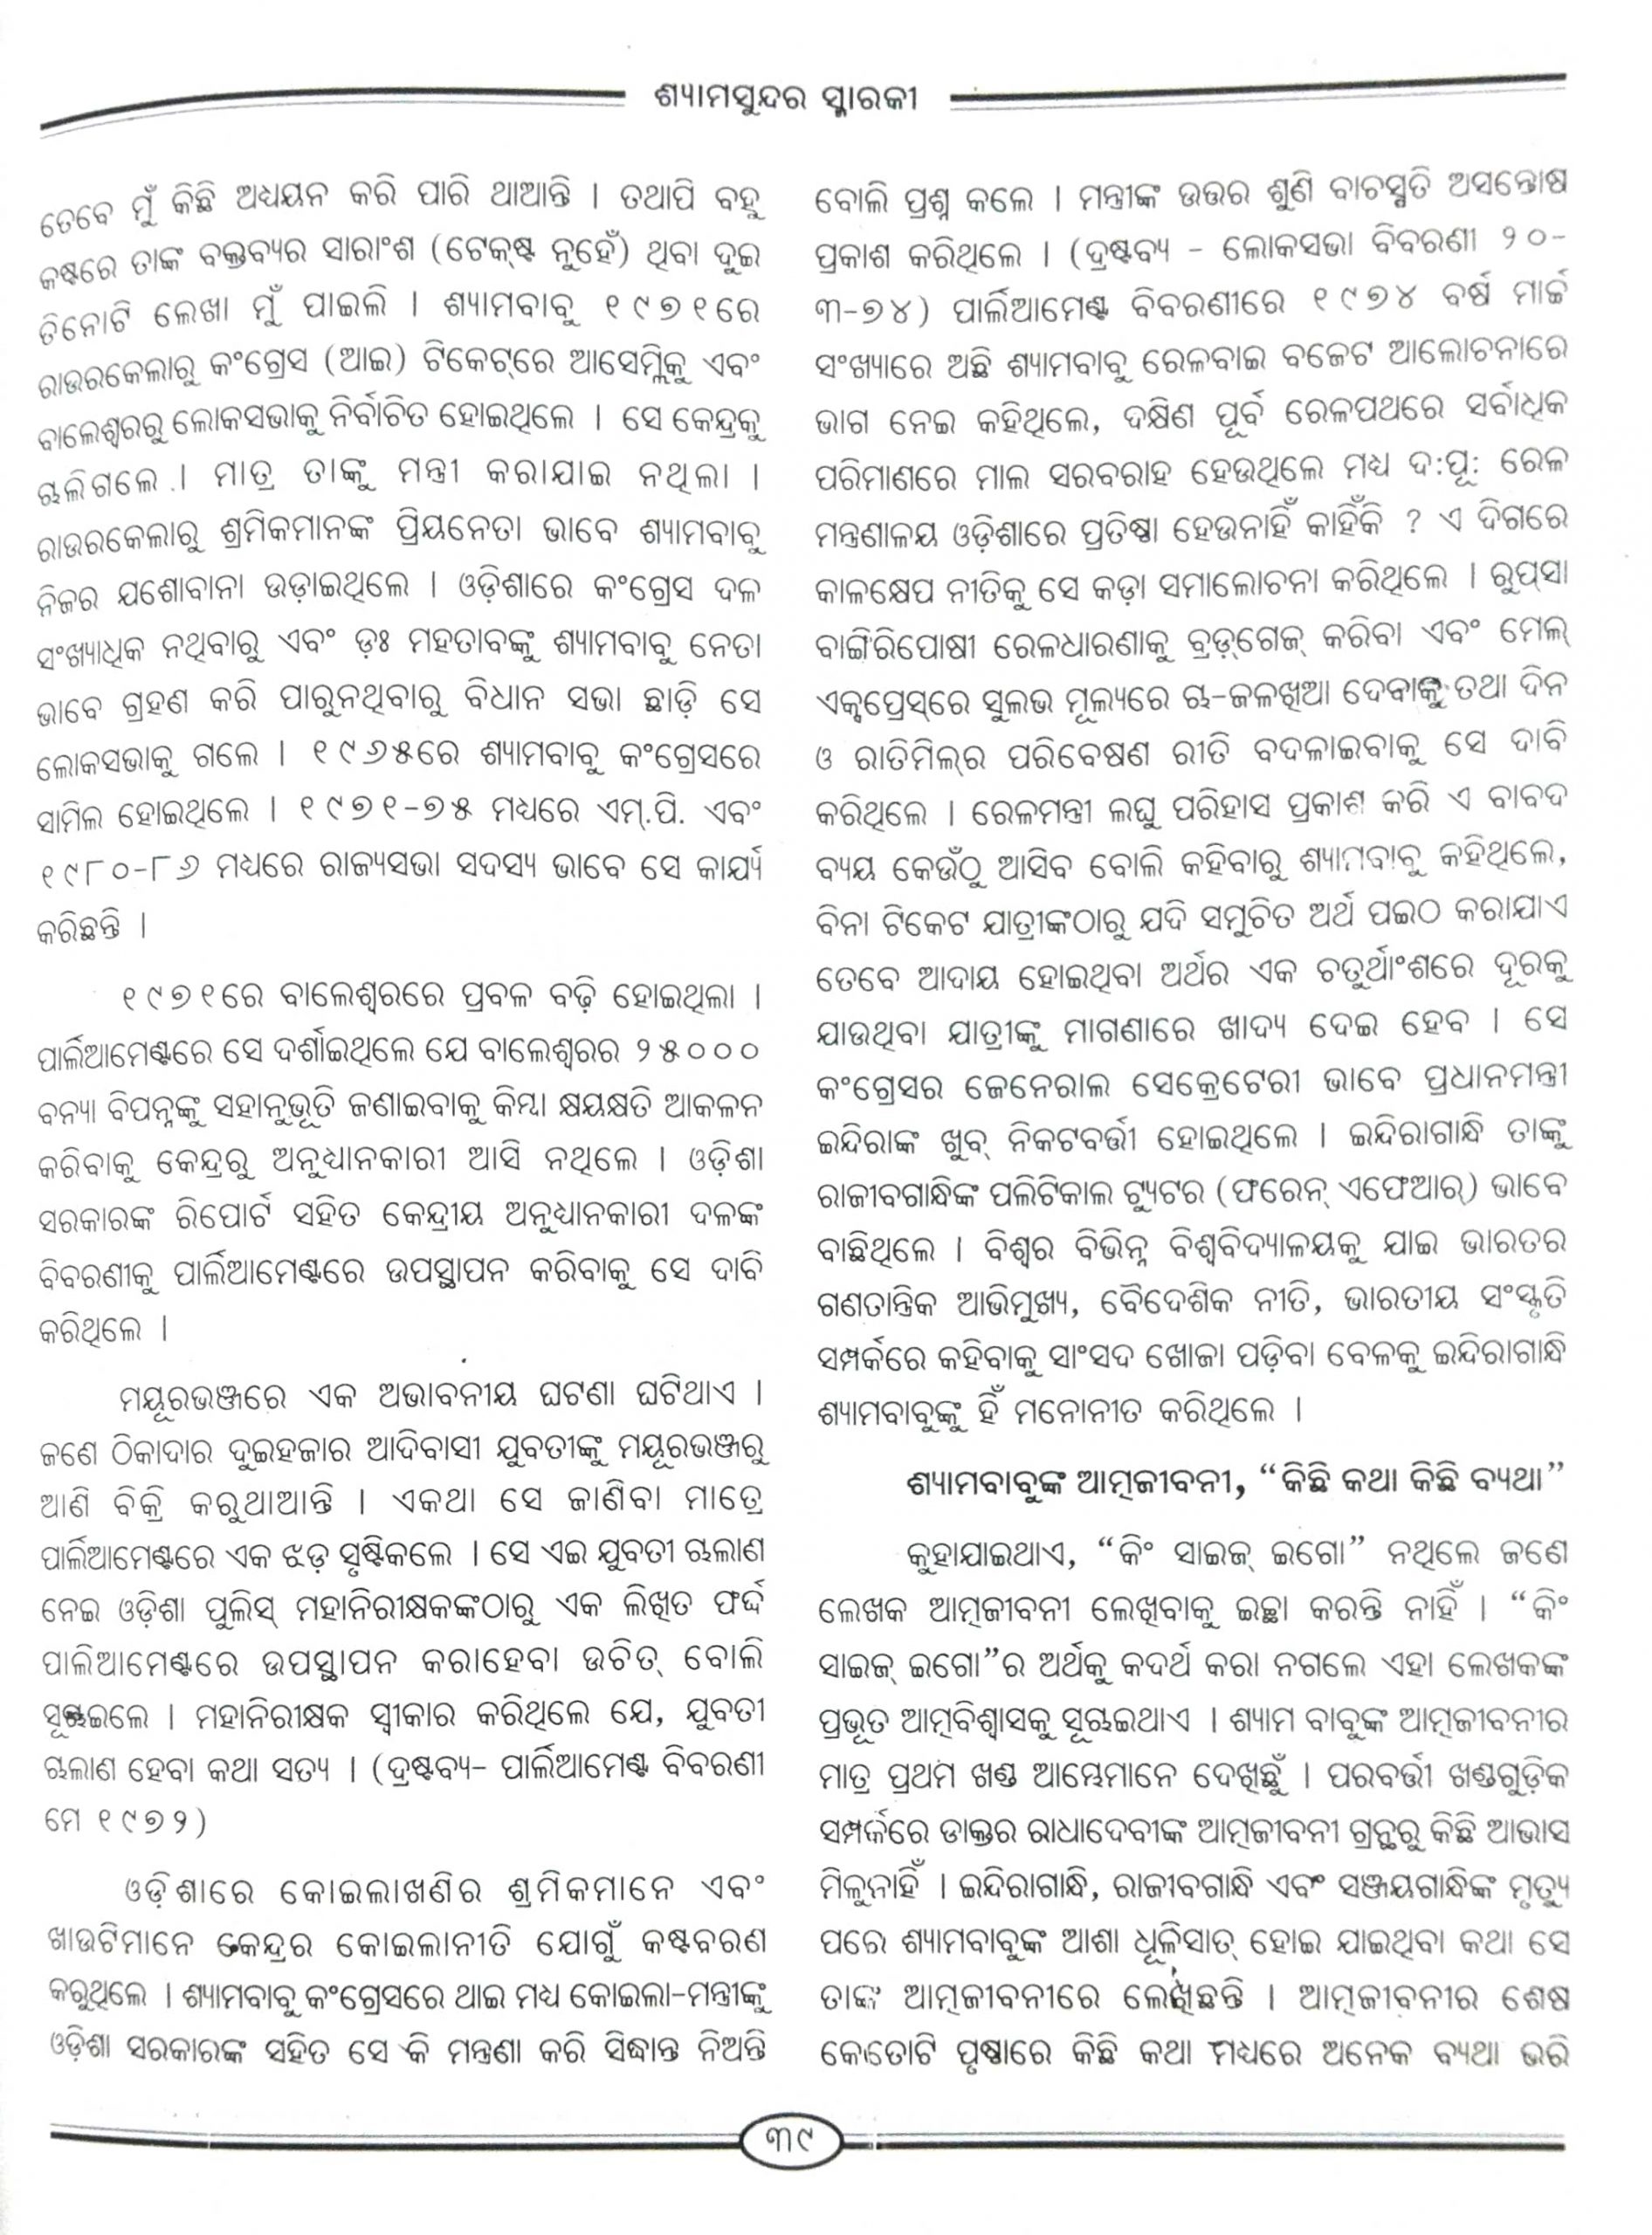 ଶ୍ୟାମସୁନ୍ଦର ସ୍ମାରକୀ
ତେବେ ମୁଁ କିଛି ଅଧ୍ୟୟନ କରି ପାରି ଥାଆନ୍ତି । ତଥାପି ବହୁ
କଷ୍ଟରେ ତାଙ୍କ ବକ୍ତବ୍ୟର ସାରାଂଶ (ଟେକ୍ସଟ୍ ନୁହେଁ) ଥିବା ଦୁଇ
ତିନୋଟି ଲେଖା ମୁଁ ପାଇଲି । ଶ୍ୟାମବାବୁ ୧୯୭୧ରେ
ରାଉରକେଲାରୁ କଂଗ୍ରେସ (ଆଇ) ଟିକେଟ୍‌ରେ ଆସେମ୍ଲିକୁ ଏବଂ
ବାଲେଶ୍ୱରରୁ ଲୋକସଭାକୁ ନିର୍ବାଚିତ ହୋଇଥିଲେ । ସେ କେନ୍ଦ୍ରକୁ
ଚାଲିଗଲେ । ମାତ୍ର ତାଙ୍କୁ ମନ୍ତ୍ରୀ କରାଯାଇ ନଥିଲା ।
ରାଉରକେଲାରୁ ଶ୍ରମିକମାନଙ୍କ ପ୍ରିୟନେତା ଭାବେ ଶ୍ୟାମବାବୁ
ନିଜର ଯଶୋବାନା ଉଡ଼ାଇଥିଲେ । ଓଡ଼ିଶାରେ କଂଗ୍ରେସ ଦଳ
ସଂଖ୍ୟାଧିକ ନଥିବାରୁ ଏବଂ ଡ଼ଃ ମହତାବଙ୍କୁ ଶ୍ୟାମବାବୁ ନେତା
ଭାବେ ଗ୍ରହଣ କରି ପାରୁନଥିବାରୁ ବିଧାନ ସଭା ଛାଡ଼ି ସେ
ଲୋକସଭାକୁ ଗଲେ । ୧୯୬୫ରେ ଶ୍ୟାମବାବୁ କଂଗ୍ରେସରେ
ସାମିଲ ହୋଇଥିଲେ । ୧୯୭୧-୭୫ ମଧ୍ୟରେ ଏମ୍.ପି. ଏବଂ
୧୯୮୦-୮୬ ମଧ୍ୟରେ ରାଜ୍ୟସଭା ସଦସ୍ୟ ଭାବେ ସେ କାର୍ଯ୍ୟ
କରିଛନ୍ତି ।
୧୯୭୧ରେ ବାଲେଶ୍ୱରରେ ପ୍ରବଳ ବଢ଼ି ହୋଇଥିଲା ।
ପାର୍ଲିଆମେଣ୍ଟରେ ସେ ଦର୍ଶାଇଥିଲେ ଯେ ବାଲେଶ୍ୱରର ୨୫୦୦୦
ବନ୍ୟା ବିପନ୍ନଙ୍କୁ ସହାନୁଭୂତି ଜଣାଇବାକୁ କିମ୍ବା କ୍ଷୟକ୍ଷତି ଆକଳନ
କରିବାକୁ କେନ୍ଦ୍ରରୁ ଅନୁଧ୍ୟାନକାରୀ ଆସି ନଥିଲେ । ଓଡ଼ିଶା
ସରକାରଙ୍କ ରିପୋର୍ଟ ସହିତ କେନ୍ଦ୍ରୀୟ ଅନୁଧ୍ୟାନକାରୀ ଦଳଙ୍କ
ବିବରଣୀକୁ ପାର୍ଲିଆମେଣ୍ଟରେ ଉପସ୍ଥାପନ କରିବାକୁ ସେ ଦାବି
କରିଥିଲେ ।
ମୟୂରଭଞ୍ଜରେ ଏକ ଅଭାବନୀୟ ଘଟଣା ଘଟିଥାଏ ।
ଜଣେ ଠିକାଦାର ଦୁଇହଜାର ଆଦିବାସୀ ଯୁବତୀଙ୍କୁ ମୟୂରଭଞ୍ଜରୁ
ଆଣି ବିକ୍ରି କରୁଥାଆନ୍ତି । ଏକଥା ସେ ଜାଣିବା ମାତ୍ରେ
ପାର୍ଲିଆମେଣ୍ଟରେ ଏକ ଝଡ଼ ସୃଷ୍ଟିକଲେ । ସେ ଏଇ ଯୁବତୀ ଚାଲାଣ
ନେଇ ଓଡ଼ିଶା ପୁଲିସ୍ ମହାନିରୀକ୍ଷକଙ୍କଠାରୁ ଏକ ଲିଖିତ ଫର୍ଦ୍ଦ
ପାଲିଆମେଣ୍ଟରେ ଉପସ୍ଥାପନ କରାହେବା ଉଚିତ୍ ବୋଲି
ସୂଚାଇଲେ । ମହାନିରୀକ୍ଷକ ସ୍ୱୀକାର କରିଥିଲେ ଯେ, ଯୁବତୀ
ଚାଲାଣ ହେବା କଥା ସତ୍ୟ । (ଦ୍ରଷ୍ଟବ୍ୟ- ପାର୍ଲିଆମେଣ୍ଟ ବିବରଣୀ
ମେ ୧୯୭୨)
ଓଡ଼ିଶାରେ କୋଇଲାଖଣିର ଶ୍ରମିକମାନେ ଏବଂ
ଖାଉଟିମାନେ କେନ୍ଦ୍ରର କୋଇଲାନୀତି ଯୋଗୁଁ କଷ୍ଟବରଣ
କରୁଥିଲେ । ଶ୍ୟାମବାବୁ କଂଗ୍ରେସରେ ଥାଇ ମଧ୍ୟ କୋଇଲା-ମନ୍ତ୍ରୀଙ୍କୁ
ଓଡ଼ିଶା ସରକାରଙ୍କ ସହିତ ସେ କି ମନ୍ତ୍ରଣା କରି ସିଦ୍ଧାନ୍ତ ନିଅନ୍ତି
ବୋଲି ପ୍ରଶ୍ନ କଲେ । ମନ୍ତ୍ରୀଙ୍କ ଉତ୍ତର ଶୁଣି ବାଚସ୍ପତି ଅସନ୍ତୋଷ
ପ୍ରକାଶ କରିଥିଲେ । (ଦ୍ରଷ୍ଟବ୍ୟ - ଲୋକସଭା ବିବରଣୀ ୨୦-
୩-୭୪) ପାର୍ଲିଆମେଣ୍ଟ ବିବରଣୀରେ ୧୯୭୪ ବର୍ଷ ମାର୍ଚ୍ଚ
ସଂଖ୍ୟାରେ ଅଛି ଶ୍ୟାମବାବୁ ରେଳବାଇ ବଜେଟ ଆଲୋଚନାରେ
ଭାଗ ନେଇ କହିଥିଲେ, ଦକ୍ଷିଣ ପୂର୍ବ ରେଳପଥରେ ସର୍ବାଧିକ
ପରିମାଣରେ ମାଲ ସରବରାହ ହେଉଥିଲେ ମଧ୍ୟ ଦ:ପୂ: ରେଳ
ମନ୍ତ୍ରଣାଳୟ ଓଡ଼ିଶାରେ ପ୍ରତିଷ୍ଠା ହେଉନାହିଁ କାହିଁକି ? ଏ ଦିଗରେ
କାଳକ୍ଷେପ ନୀତିକୁ ସେ କଡ଼ା ସମାଲୋଚନା କରିଥିଲେ । ରୁପ୍‌ସା
ବାଙ୍ଗିରିପୋଷୀ ରେଳଧାରଣାକୁ ବ୍ରଡ଼୍‌ଗେଜ୍ କରିବା ଏବଂ ମେଲ୍
ଏକ୍ସପ୍ରେସ୍‌ରେ ସୁଲଭ ମୂଲ୍ୟରେ ଚା-ଜଳଖିଆ ଦେବାକୁ ତଥା ଦିନ
ଓ ରାତିମିଲ୍‌ର ପରିବେଷଣ ରୀତି ବଦଳାଇବାକୁ ସେ ଦାବି
କରିଥିଲେ । ରେଳମନ୍ତ୍ରୀ ଲଘୁ ପରିହାସ ପ୍ରକାଶ କରି ଏ ବାବଦ
ବ୍ୟୟ କେଉଁଠୁ ଆସିବ ବୋଲି କହିବାରୁ ଶ୍ୟାମବାବୁ କହିଥିଲେ,
ବିନା ଟିକେଟ ଯାତ୍ରୀଙ୍କଠାରୁ ଯଦି ସମୁଚିତ ଅର୍ଥ ପଇଠ କରାଯାଏ
ତେବେ ଆଦାୟ ହୋଇଥିବା ଅର୍ଥର ଏକ ଚତୁର୍ଥାଂଶରେ ଦୂରକୁ
ଯାଉଥିବା ଯାତ୍ରୀଙ୍କୁ ମାଗଣାରେ ଖାଦ୍ୟ ଦେଇ ହେବ । ସେ
କଂଗ୍ରେସର ଜେନେରାଲ ସେକ୍ରେଟେରୀ ଭାବେ ପ୍ରଧାନମନ୍ତ୍ରୀ
ଇନ୍ଦିରାଙ୍କ ଖୁବ୍ ନିକଟବର୍ତ୍ତୀ ହୋଇଥିଲେ । ଇନ୍ଦିରାଗାନ୍ଧି ତାଙ୍କୁ
ରାଜୀବଗାନ୍ଧିଙ୍କ ପଲିଟିକାଲ ଟ୍ୟୁଟର (ଫରେନ୍ ଏଫେଆର୍) ଭାବେ
ବାଛିଥିଲେ । ବିଶ୍ୱର ବିଭିନ୍ନ ବିଶ୍ୱବିଦ୍ୟାଳୟକୁ ଯାଇ ଭାରତର
ଗଣତାନ୍ତ୍ରିକ ଆଭିମୁଖ୍ୟ, ବୈଦେଶିକ ନୀତି, ଭାରତୀୟ ସଂସ୍କୃତି
ସମ୍ପର୍କରେ କହିବାକୁ ସାଂସଦ ଖୋଜା ପଡ଼ିବା ବେଳକୁ ଇନ୍ଦିରାଗାନ୍ଧି
ଶ୍ୟାମବାବୁଙ୍କୁ ହିଁ ମନୋନୀତ କରିଥିଲେ ।
ଶ୍ୟାମବାବୁଙ୍କ ଆତ୍ମଜୀବନୀ, “କିଛି କଥା କିଛି ବ୍ୟଥା”
କୁହାଯାଇଥାଏ, “କିଂ ସାଇଜ୍ ଇଗୋ” ନଥିଲେ ଜଣେ
ଲେଖକ ଆତ୍ମଜୀବନୀ ଲେଖିବାକୁ ଇଚ୍ଛା କରନ୍ତି ନାହିଁ । “କିଂ
ସାଇଜ୍ ଇଗୋ”ର ଅର୍ଥକୁ କଦର୍ଥ କରା ନଗଲେ ଏହା ଲେଖକଙ୍କ
ପ୍ରଭୂତ ଆତ୍ମବିଶ୍ୱାସକୁ ସୂଚାଇଥାଏ । ଶ୍ୟାମ ବାବୁଙ୍କ ଆତ୍ମଜୀବନୀର
ମାତ୍ର ପ୍ରଥମ ଖଣ୍ଡ ଆମ୍ଭେମାନେ ଦେଖିଛୁଁ । ପରବର୍ତ୍ତୀ ଖଣ୍ଡଗୁଡ଼ିକ
ସମ୍ପର୍କରେ ଡାକ୍ତର ରାଧାଦେବୀଙ୍କ ଆତ୍ମଜୀବନୀ ଗ୍ରନ୍ଥରୁ କିଛି ଆଭାସ
ମିଳୁନାହିଁ । ଇନ୍ଦିରାଗାନ୍ଧି, ରାଜୀବଗାନ୍ଧି ଏବଂ ସଞ୍ଜୟଗାନ୍ଧିଙ୍କ ମୃତ୍ୟୁ
ପରେ ଶ୍ୟାମବାବୁଙ୍କ ଆଶା ଧୂଳିସାତ୍ ହୋଇ ଯାଇଥିବା କଥା ସେ
ତାଙ୍କ ଆତ୍ମଜୀବନୀରେ ଲେଖିଛନ୍ତି । ଆତ୍ମଜୀବନୀର ଶେଷ
କେତୋଟି ପୃଷ୍ଠାରେ କିଛି କଥା ମଧ୍ୟରେ ଅନେକ ବ୍ୟଥା ଭରି
୩୯